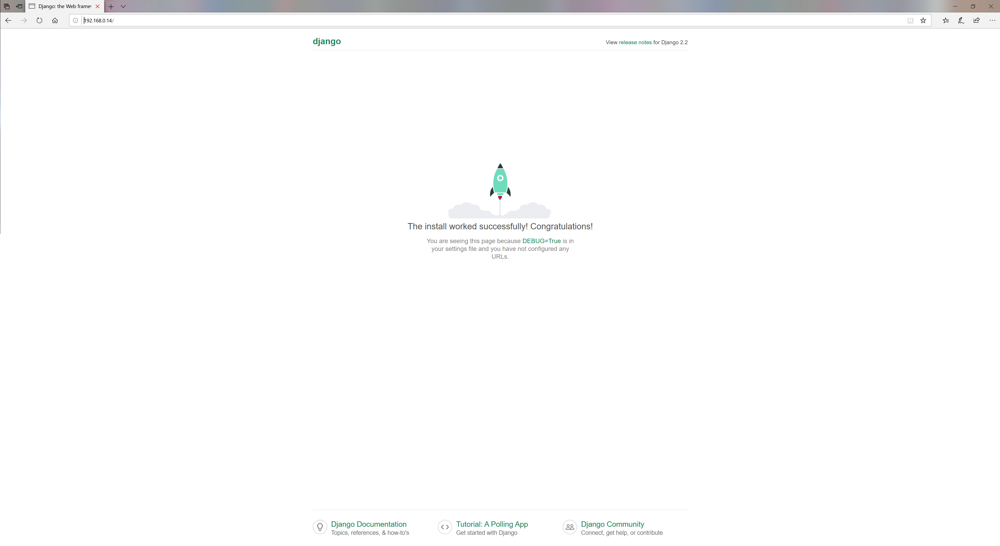 Django: the Web framew
192.168.0.14/
django
View release notes for Django 2.2
The install worked successfully! Congratulations!
You are seeing this page because DEBUG=True is in
your settings file and you have not configured any
URLs.
Django Documentation
Topics, references, & how-to's
Tutorial: A Polling App
Get started with Django
Django Community
Connect, get help, or contribute